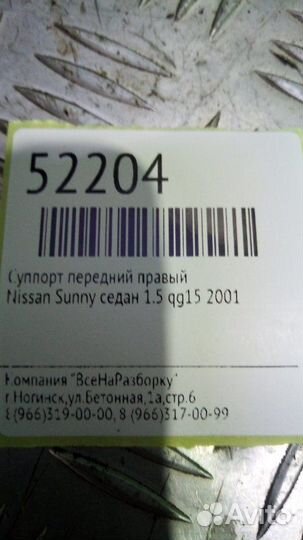 52204
Суппорт передний правый
Nissan Sunny седан 1.5 qg15 2001
Компания "ВсеНаРазборку"
г.Ногинск,ул.Бетонная,1а,стр.6
8(966)319-00-00, 8 (966)317-00-99
Avito